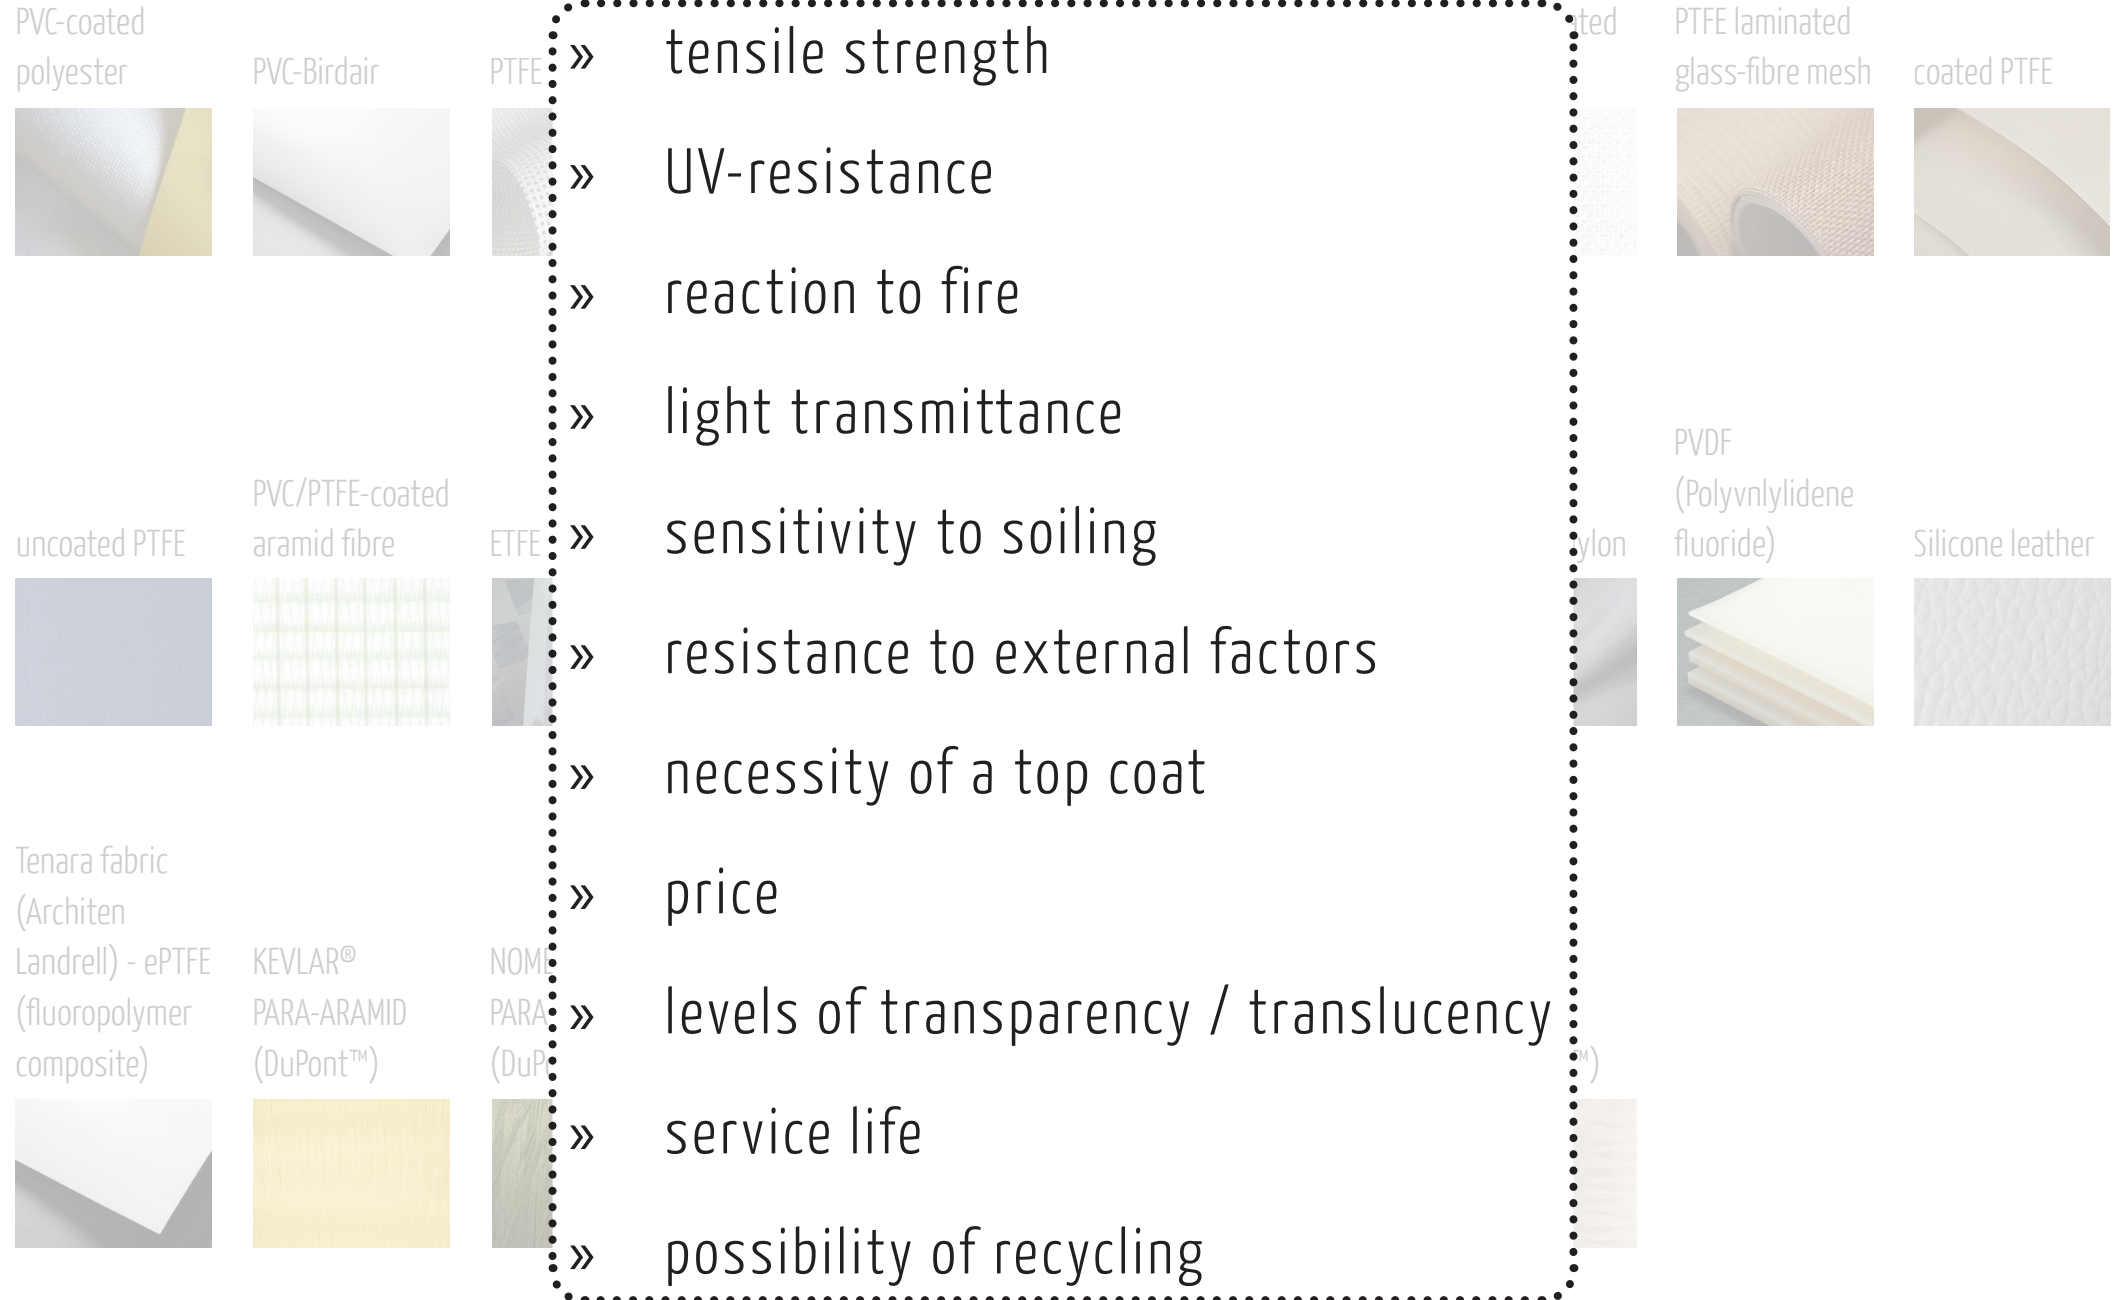 PVC-coated
polyester
PVC-Birdair
PTFE
» tensile strength
» UV-resistance
» reaction to fire
» light transmittance
» sensitivity to soiling
» resistance to external factors
» necessity of a top coat
» price
» levels of transparency / translucency
» service life
» possibility of recycling
PTFE laminated
glass-fibre mesh
coated PTFE
uncoated PTFE
PVC/PTFE-coated
aramid fibre
ETFE
PVDF
(Polyvnlylidene
fluoride)
Silicone leather
Tenara fabric
(Architen
Landrell) - ePTFE
(fluoropolymer
composite)
KEVLAR®
PARA-ARAMID
(DuPont™)
PARA